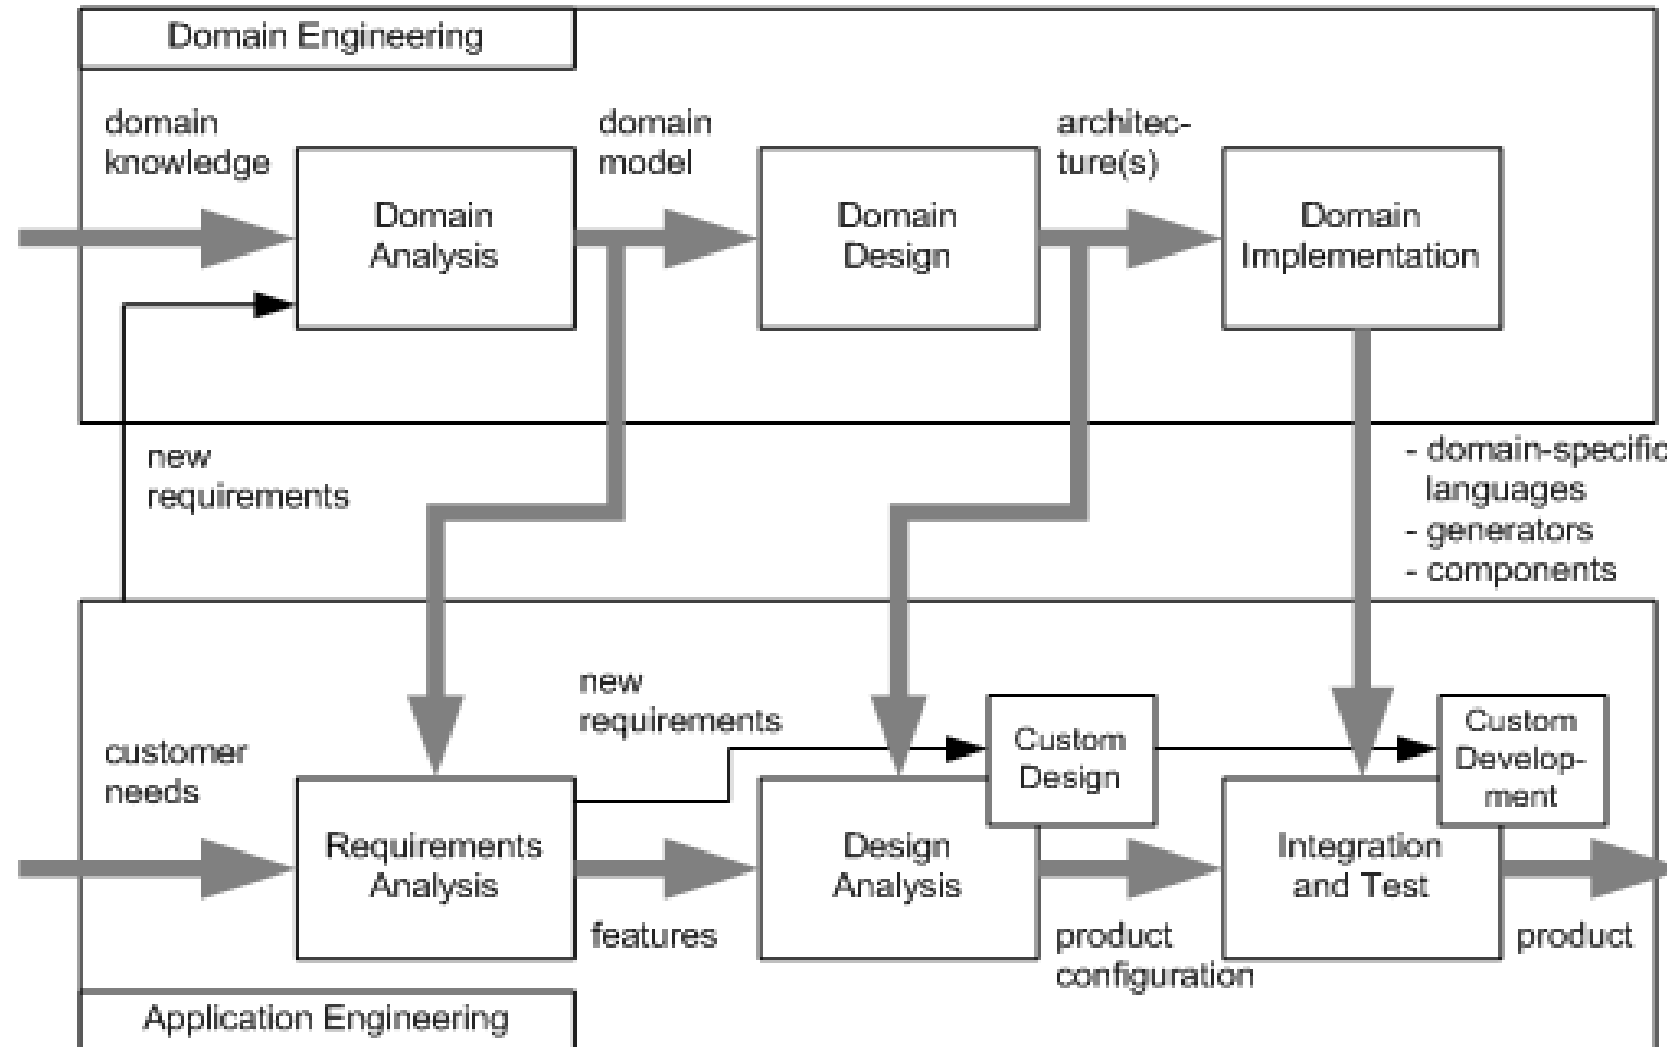 Domain Engineering
domain
knowledge
domain
model
architec-
ture(s)
Domain
Analysis
Domain
Design
Domain
Implementation
new
requirements
- domain-specific
languages
- generators
- components
new
requirements
customer
needs
Custom
Design
Custom
Develop-
ment
Requirements
Analysis
Design
Analysis
Integration
and Test
features
product
configuration
product
Application Engineering